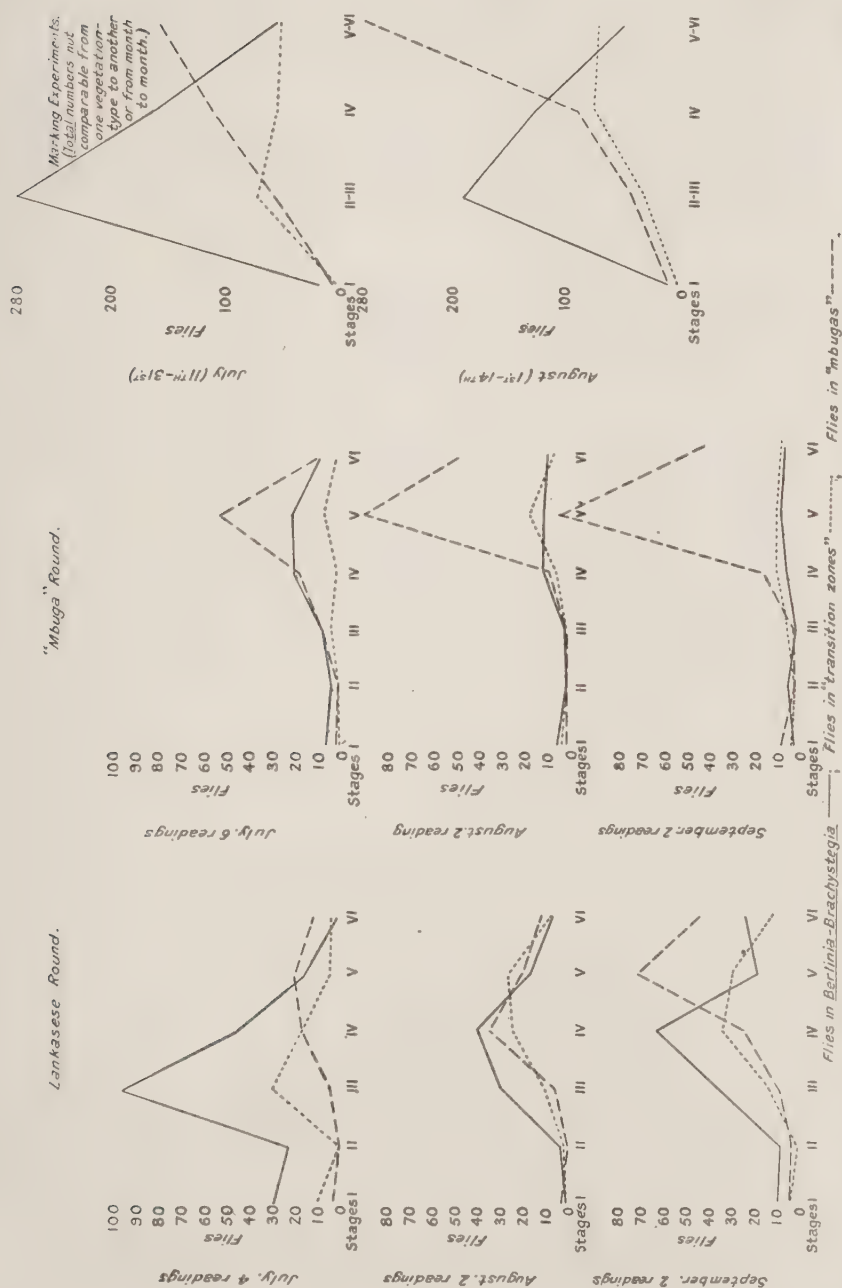 Lankasese Round.
"Mbuga" Round.
Marking Experiments.
(Total numbers not
comparable from
one vegetation-
type to another
or from month
to month.)
July. 4 readings
Flies
100
90
80
70
60
50
40
30
20
10
0
Stages I II III IV V VI
July. 6 readings
Flies
100
90
80
70
60
50
40
30
20
10
0
Stages I II III IV V VI
July (11TH-31ST)
Flies
280
200
100
0
Stages I II-III IV V-VI
August. 2 readings
Flies
90
80
70
60
50
40
30
20
10
0
Stages I II III IV V VI
August. 2 reading
Flies
90
80
70
60
50
40
30
20
10
0
Stages I II III IV V VI
August (1ST-14TH)
Flies
280
200
100
0
Stages I II-III IV V-VI
September. 2 readings
Flies
90
80
70
60
50
40
30
20
10
0
Stages I II III IV V VI
September. 2 readings
Flies
90
80
70
60
50
40
30
20
10
0
Stages I II III IV V VI
Flies in Berlinia-Brachystegia ; Flies in "transition zones" ; Flies in "mbugas" .